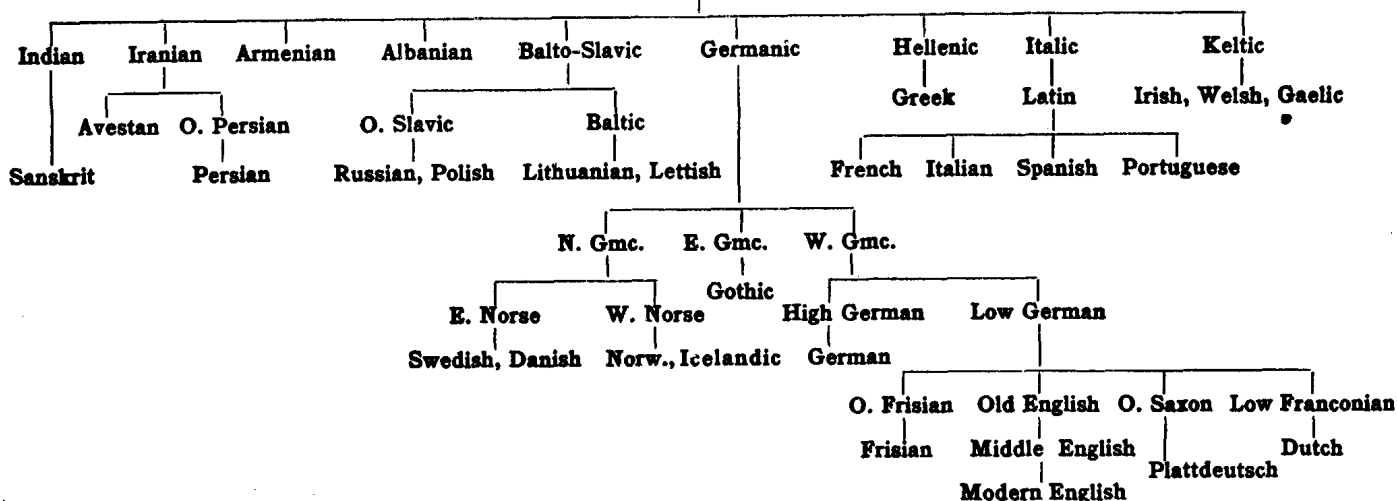 Indian Iranian Armenian Albanian Balto-Slavic Germanic Hellenic Italic Keltic
Avestan O. Persian O. Slavic Baltic Greek Latin Irish, Welsh, Gaelic
Sanskrit Persian Russian, Polish Lithuanian, Lettish French Italian Spanish Portuguese
N. Gmc. E. Gmc. W. Gmc.
Gothic
E. Norse W. Norse High German Low German
Swedish, Danish Norw., Icelandic German
O. Frisian Old English O. Saxon Low Franconian
Frisian Middle English Dutch
Plattdeutsch
Modern English